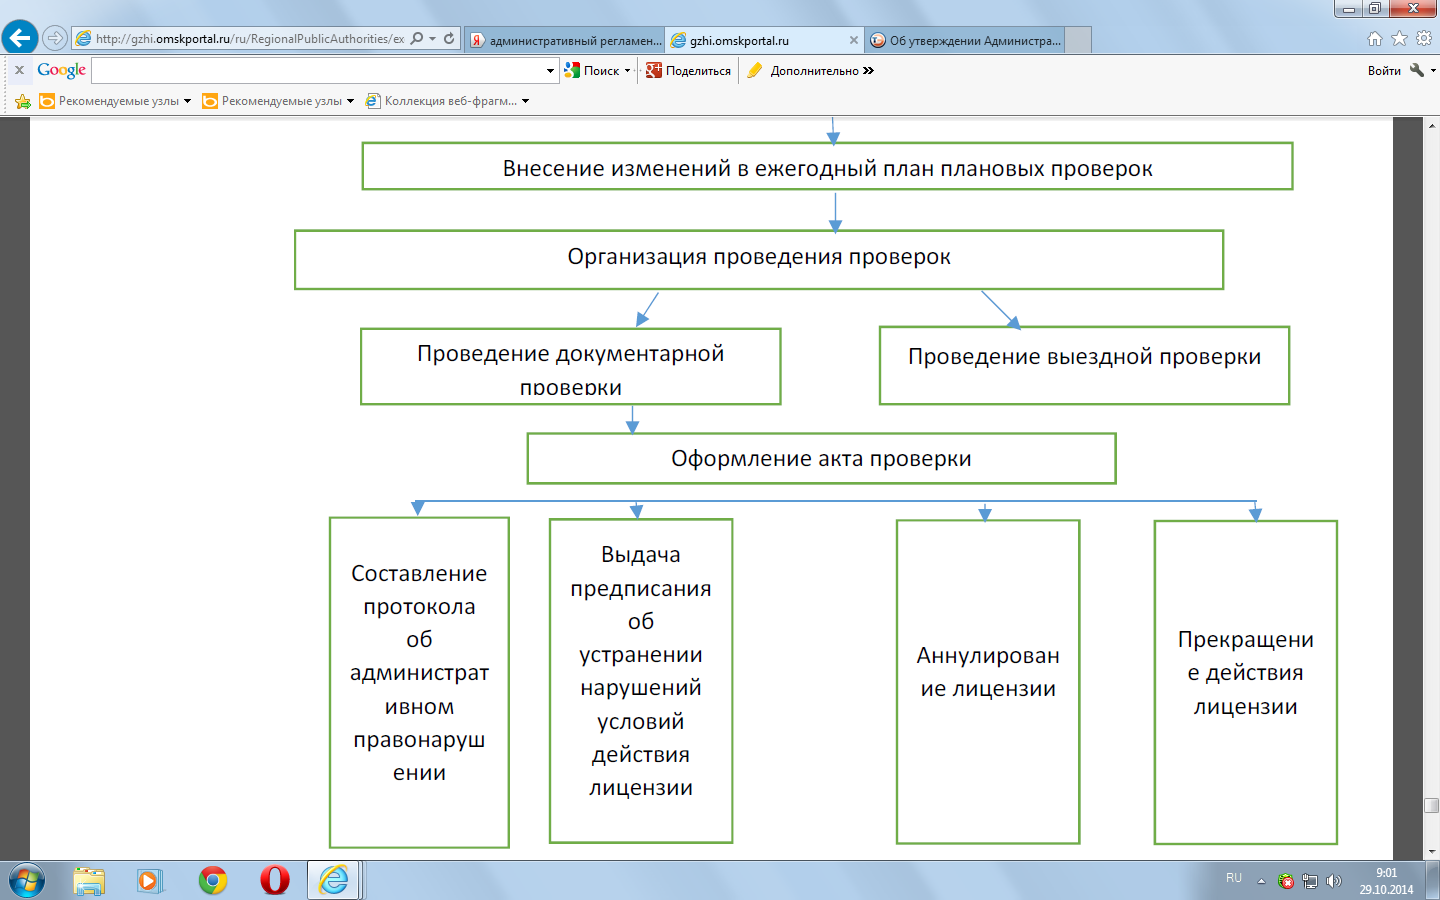 http://gzhi.omskportal.ru/ru/RegionalPublicAuthorities/ex
административный регламен...
gzhi.omskportal.ru
Об утверждении Администра...
x Google
Поиск
Поделиться
Дополнительно »
Войти
Рекомендуемые узлы
Рекомендуемые узлы
Коллекция веб-фрагм...
Внесение изменений в ежегодный план плановых проверок
Организация проведения проверок
Проведение документарной
проверки
Проведение выездной проверки
Оформление акта проверки
Составление
протокола
об
администрат
ивном
правонаруш
ении
Выдача
предписания
об
устранении
нарушений
условий
действия
лицензии
Аннулирован
ие лицензии
Прекращени
е действия
лицензии
RU
9:01
29.10.2014